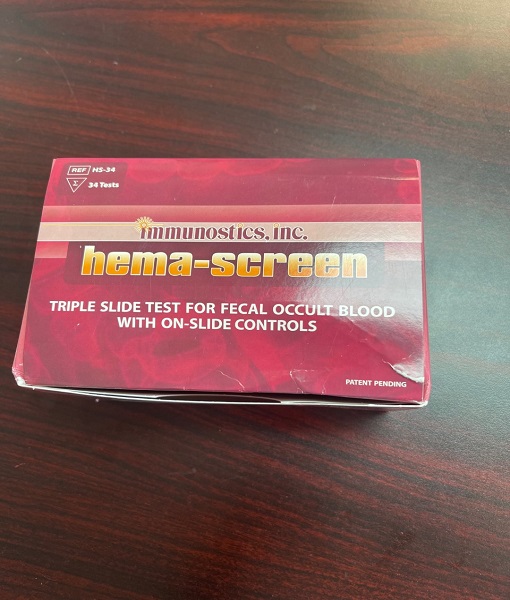 REF HS-34
Σ 34 Tests
immunostics, inc.
hema-screen
TRIPLE SLIDE TEST FOR FECAL OCCULT BLOOD
WITH ON-SLIDE CONTROLS
PATENT PENDING